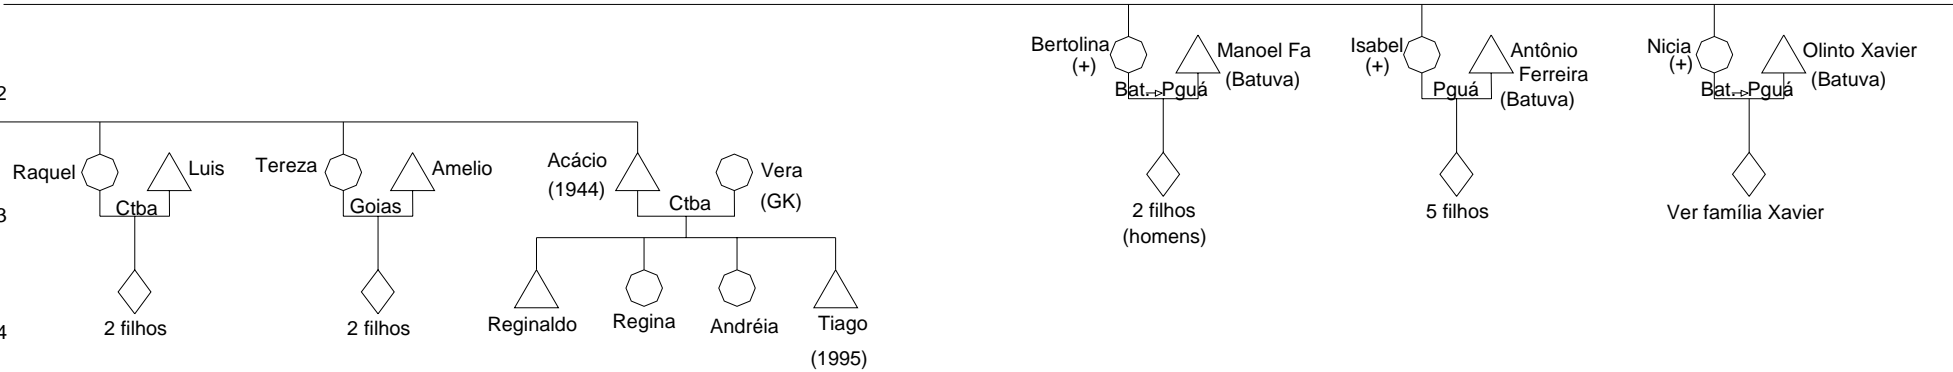 Bertolina
(+)
Manoel Fa
(Batuva)
Bat. Pguá
2 filhos
(homens)
Isabel
(+)
Antônio
Ferreira
(Batuva)
Pguá
5 filhos
Nicia
(+)
Olinto Xavier
(Batuva)
Bat. Pguá
Ver família Xavier
2
Raquel
Luis
Ctba
2 filhos
Tereza
Amelio
Goias
2 filhos
Acácio
(1944)
Vera
(GK)
Ctba
3
Reginaldo
Regina
Andréia
Tiago
(1995)
4